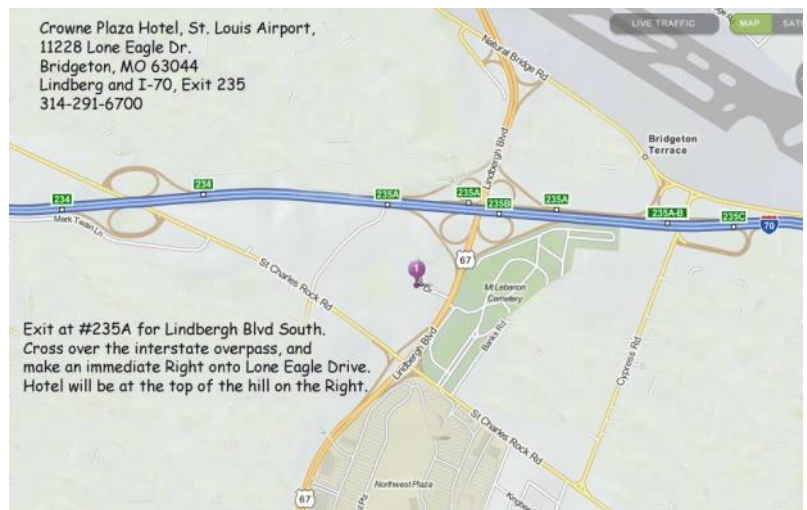 Crowne Plaza Hotel, St. Louis Airport,
11228 Lone Eagle Dr.
Bridgeton, MO 63044
Lindberg and I-70, Exit 235
314-291-6700
LIVE TRAFFIC
MAP
Natural Bridge Rd
Lindbergh Blvd
Bridgeton
Terrace
234
234
235A
235A
235B
235A
235A-B
235C
70
Mark Twain Ln
St Charles Rock Rd
67
1
Dr
Mt Lebanon
Cemetery
Banks Rd
Cypress Rd
Exit at #235A for Lindbergh Blvd South.
Cross over the interstate overpass, and
make an immediate Right onto Lone Eagle Drive.
Hotel will be at the top of the hill on the Right.
Lindbergh Blvd
St Charles Rock Rd
Northwest Plaza
67